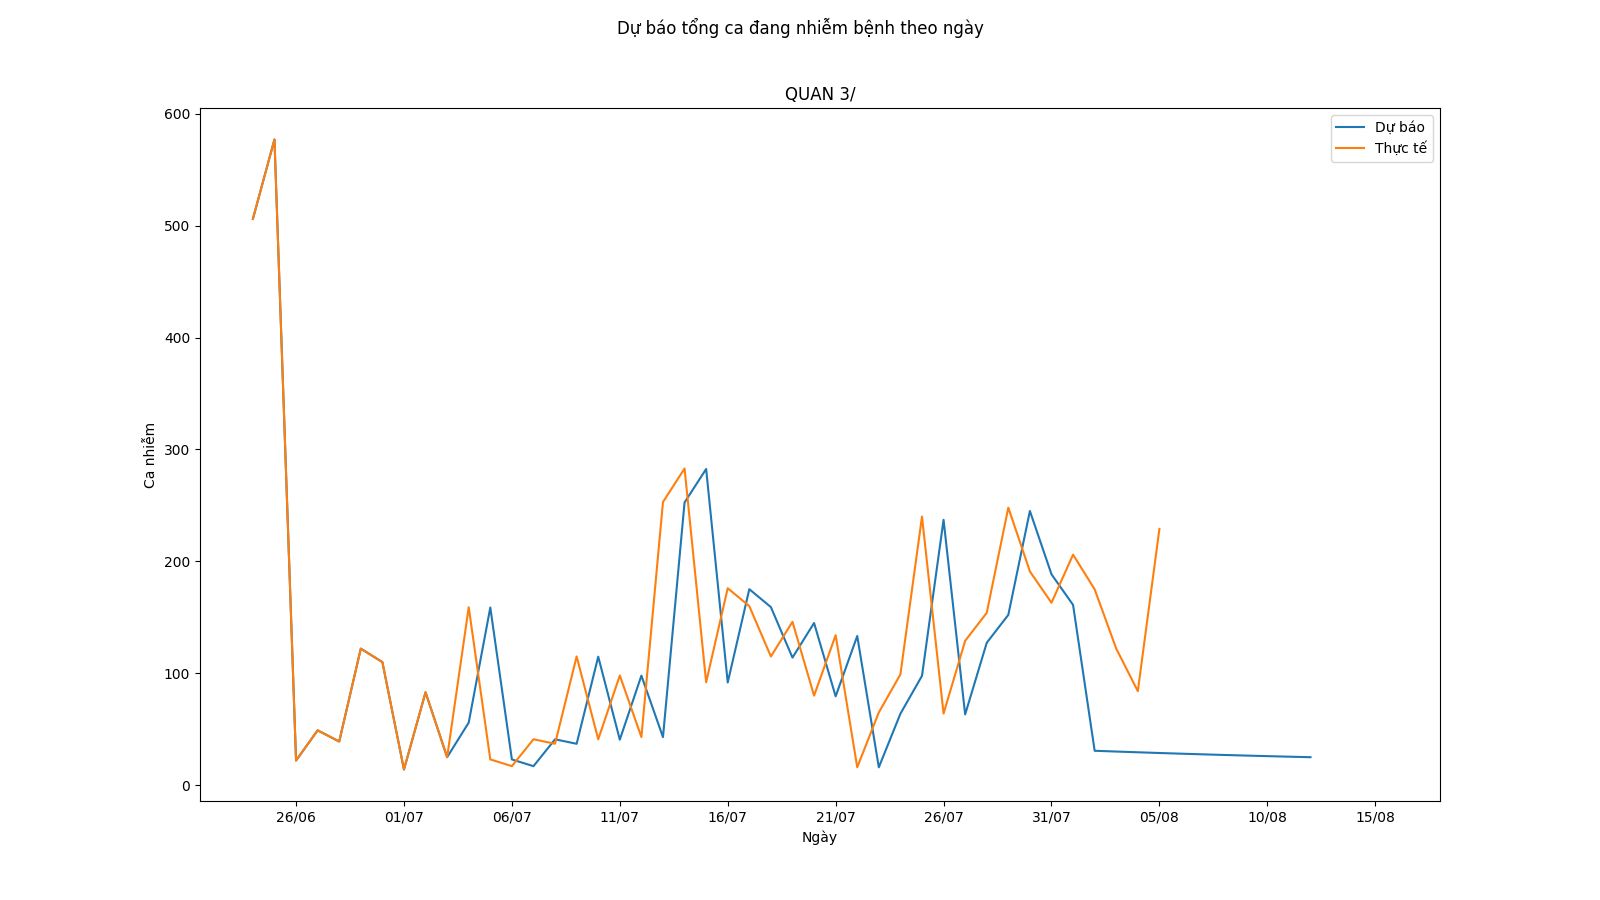 Dự báo tổng ca đang nhiễm bệnh theo ngày
QUAN 3/
Dự báo
Thực tế
600
500
400
300
200
100
0
Ca nhiễm
26/06 01/07 06/07 11/07 16/07 21/07 26/07 31/07 05/08 10/08 15/08
Ngày